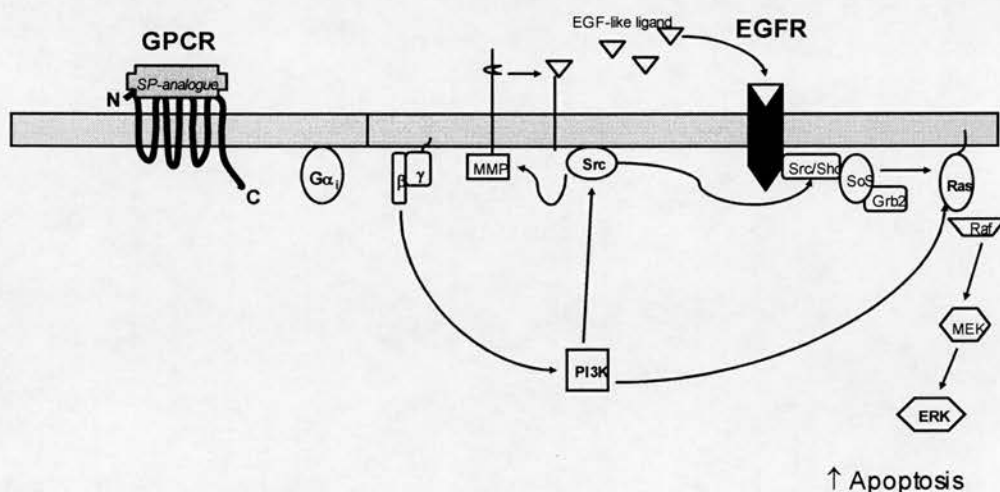 EGF-like ligand
GPCR
EGFR
SP-analogue
N
C
Gαi
β
γ
MMP
Src
Src/Shc
SoS
Grb2
Ras
Raf
MEK
PI3K
ERK
↑ Apoptosis